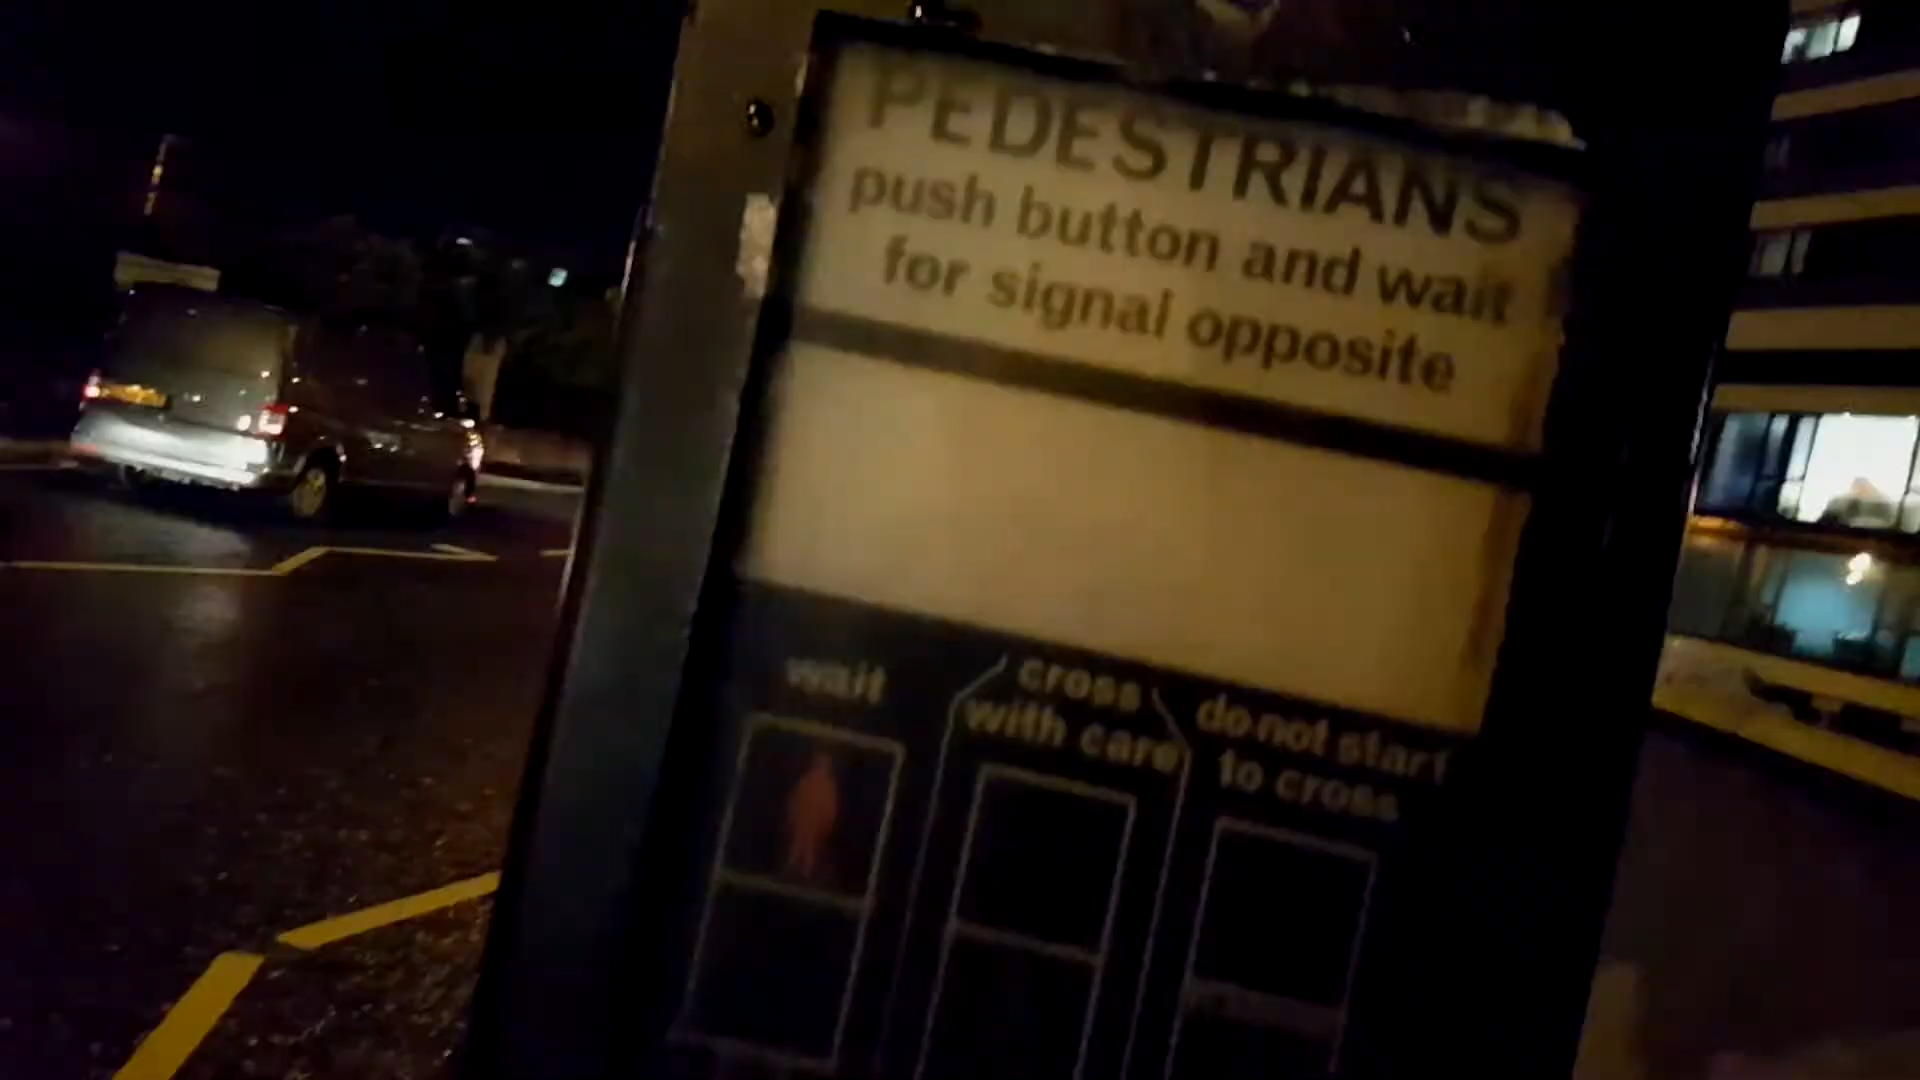 PEDESTRIANS
push button and wait
for signal opposite
wait
cross
with care
do not start
to cross